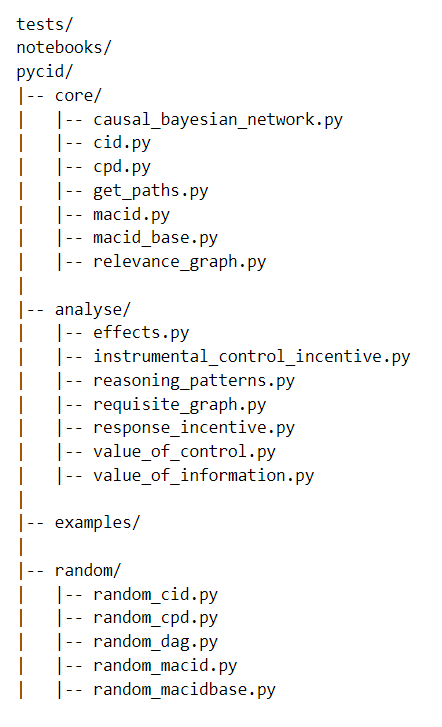 tests/
notebooks/
pycid/
|-- core/
|   |-- causal_bayesian_network.py
|   |-- cid.py
|   |-- cpd.py
|   |-- get_paths.py
|   |-- macid.py
|   |-- macid_base.py
|   |-- relevance_graph.py
|
|-- analyse/
|   |-- effects.py
|   |-- instrumental_control_incentive.py
|   |-- reasoning_patterns.py
|   |-- requisite_graph.py
|   |-- response_incentive.py
|   |-- value_of_control.py
|   |-- value_of_information.py
|
|-- examples/
|
|-- random/
|   |-- random_cid.py
|   |-- random_cpd.py
|   |-- random_dag.py
|   |-- random_macid.py
|   |-- random_macidbase.py